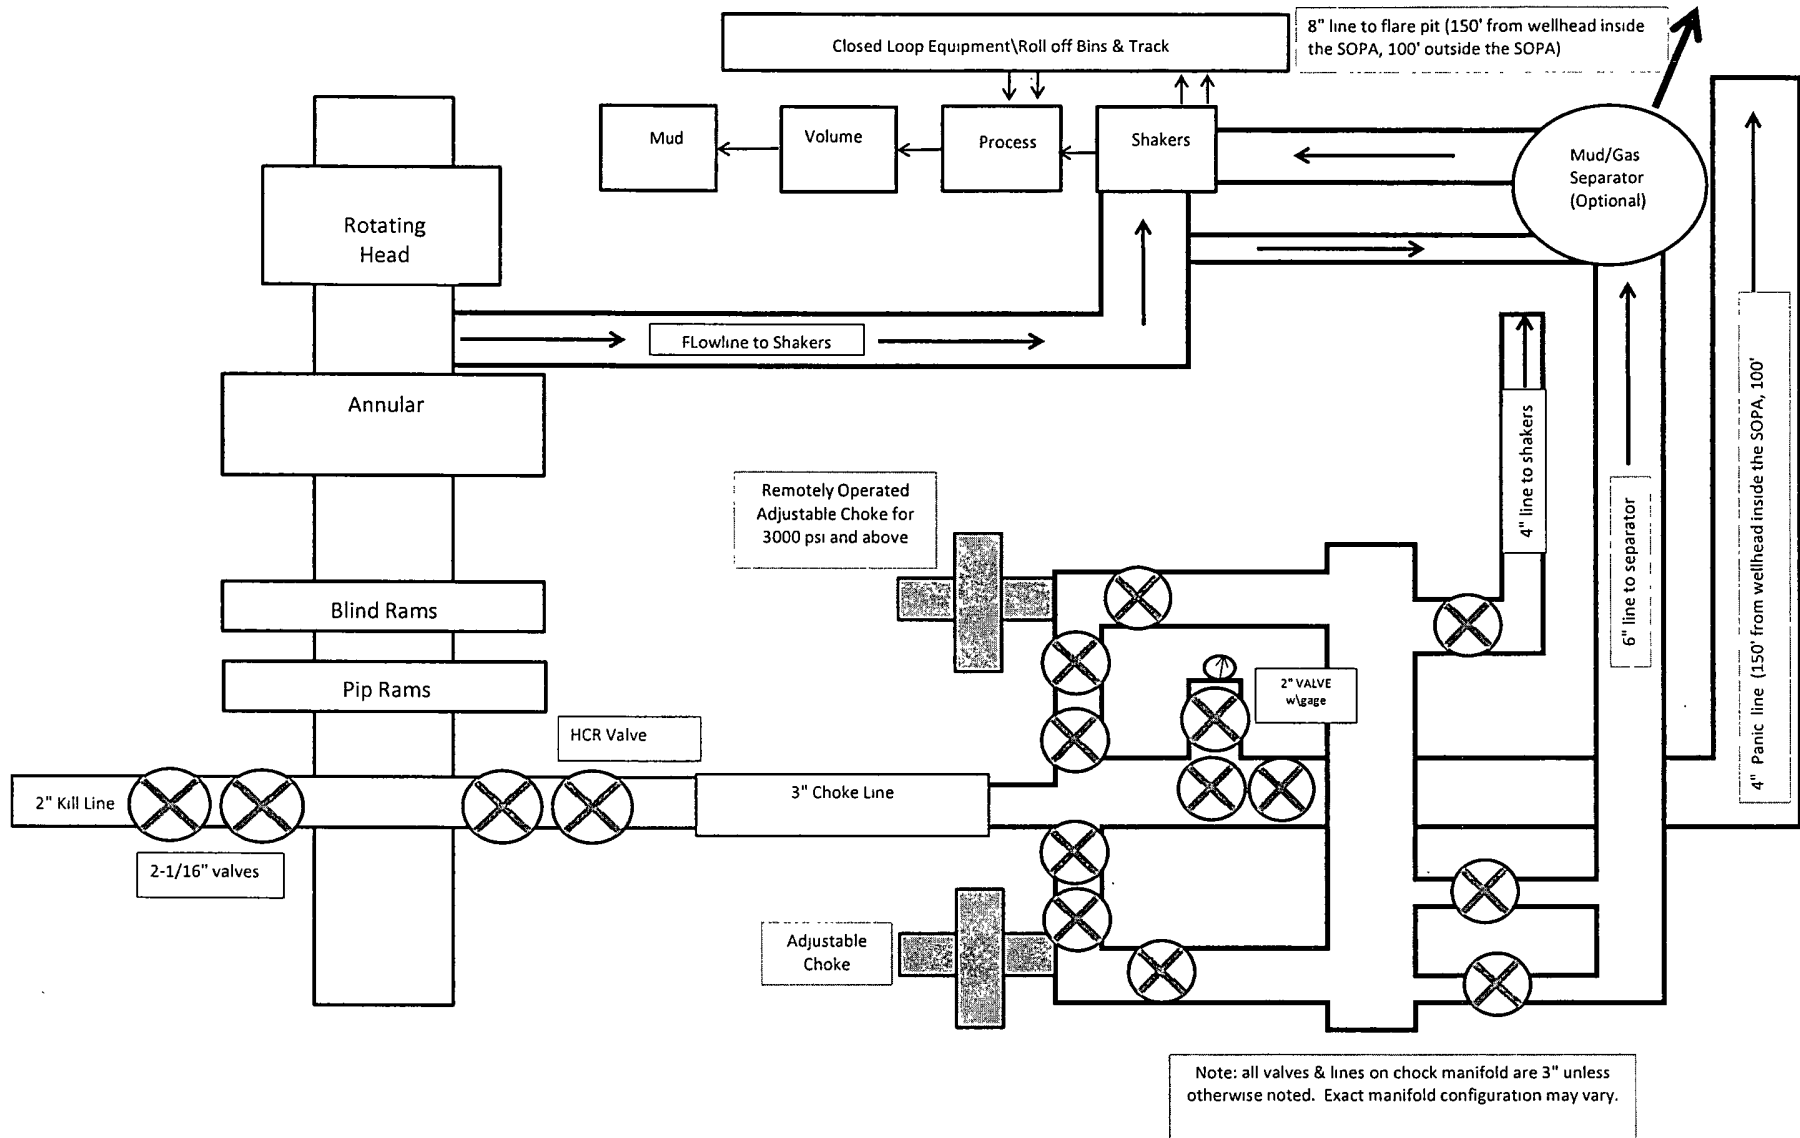 Closed Loop Equipment\Roll off Bins & Track
8" line to flare pit (150' from wellhead inside
the SOPA, 100' outside the SOPA)
Mud
Volume
Process
Shakers
Mud/Gas
Separator
(Optional)
Rotating
Head
FLowline to Shakers
Annular
Remotely Operated
Adjustable Choke for
3000 psi and above
4" line to shakers
6" line to separator
4" Panic line (150' from wellhead inside the SOPA, 100'
Blind Rams
Pip Rams
2" VALVE
w\gage
HCR Valve
2" Kill Line
3" Choke Line
2-1/16" valves
Adjustable
Choke
Note: all valves & lines on chock manifold are 3" unless
otherwise noted. Exact manifold configuration may vary.